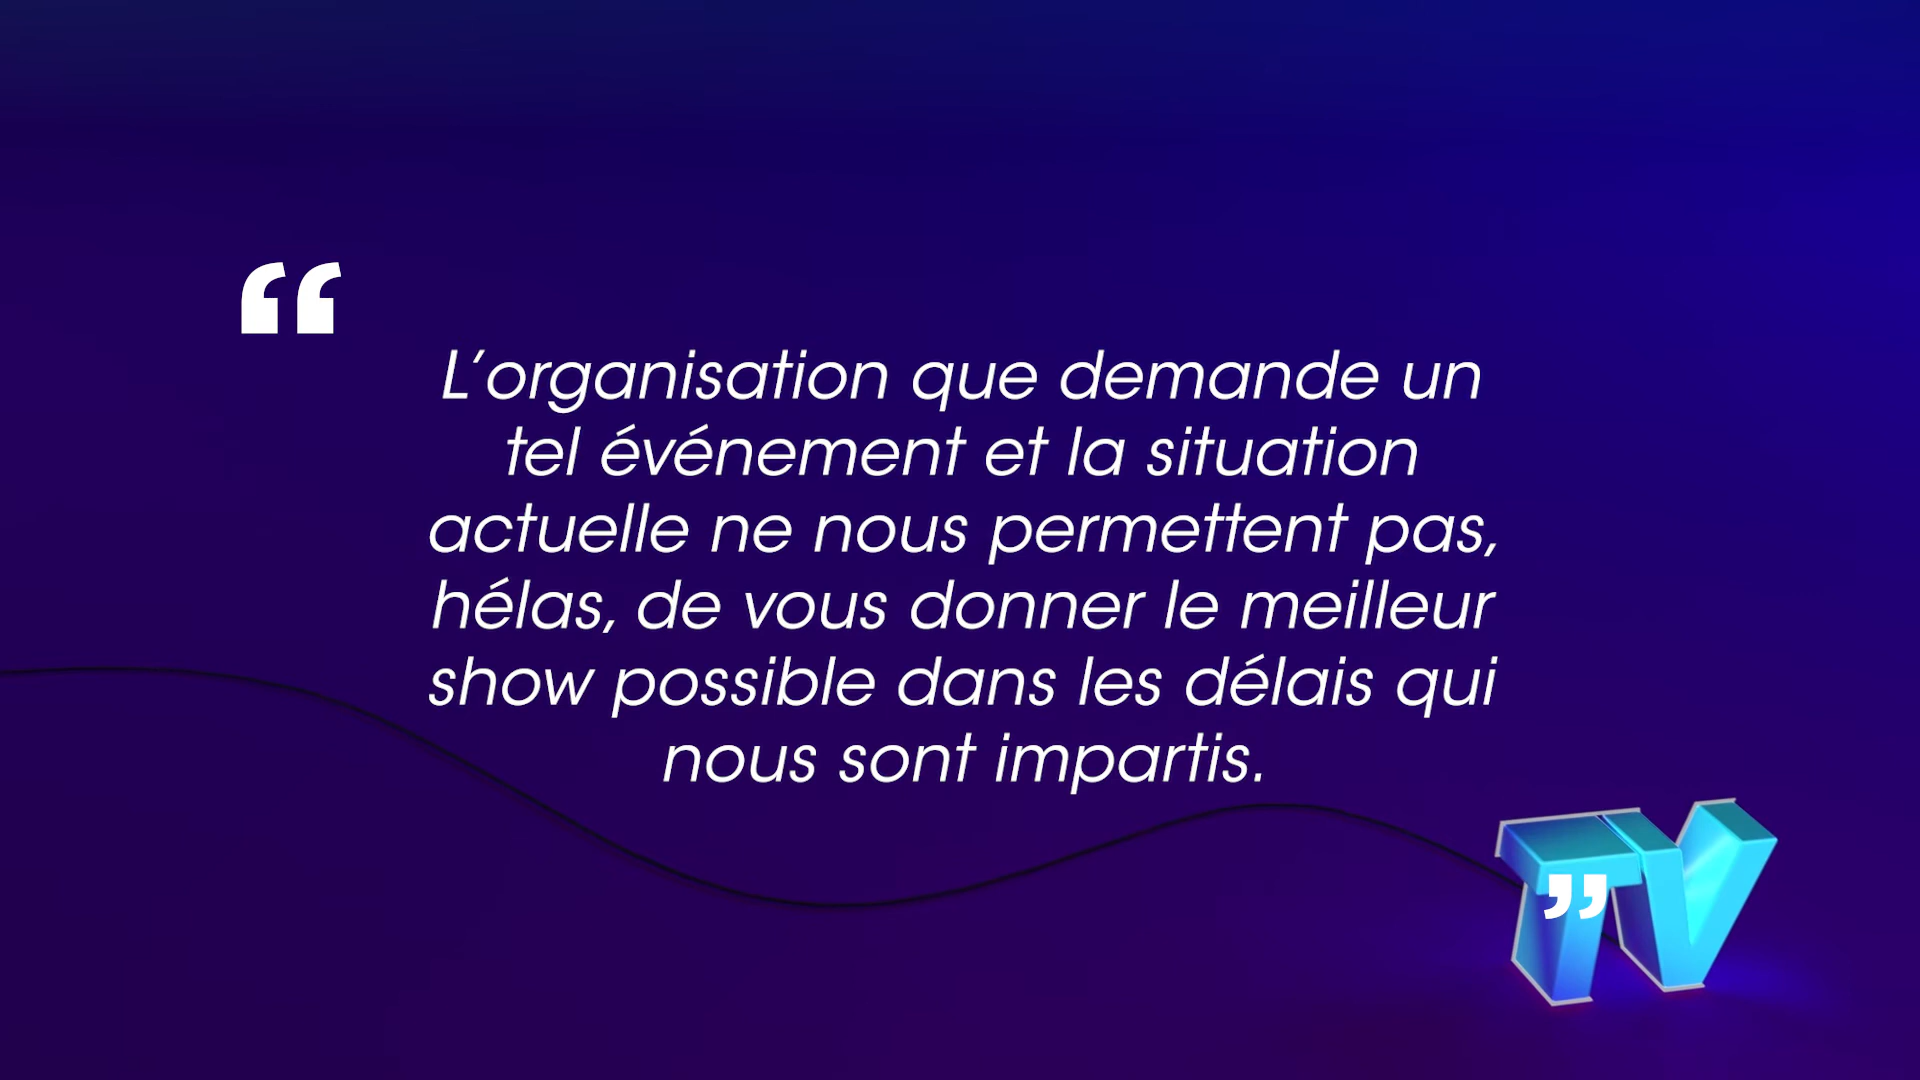 “
L’organisation que demande un
tel événement et la situation
actuelle ne nous permettent pas,
hélas, de vous donner le meilleur
show possible dans les délais qui
nous sont impartis.
TV
”